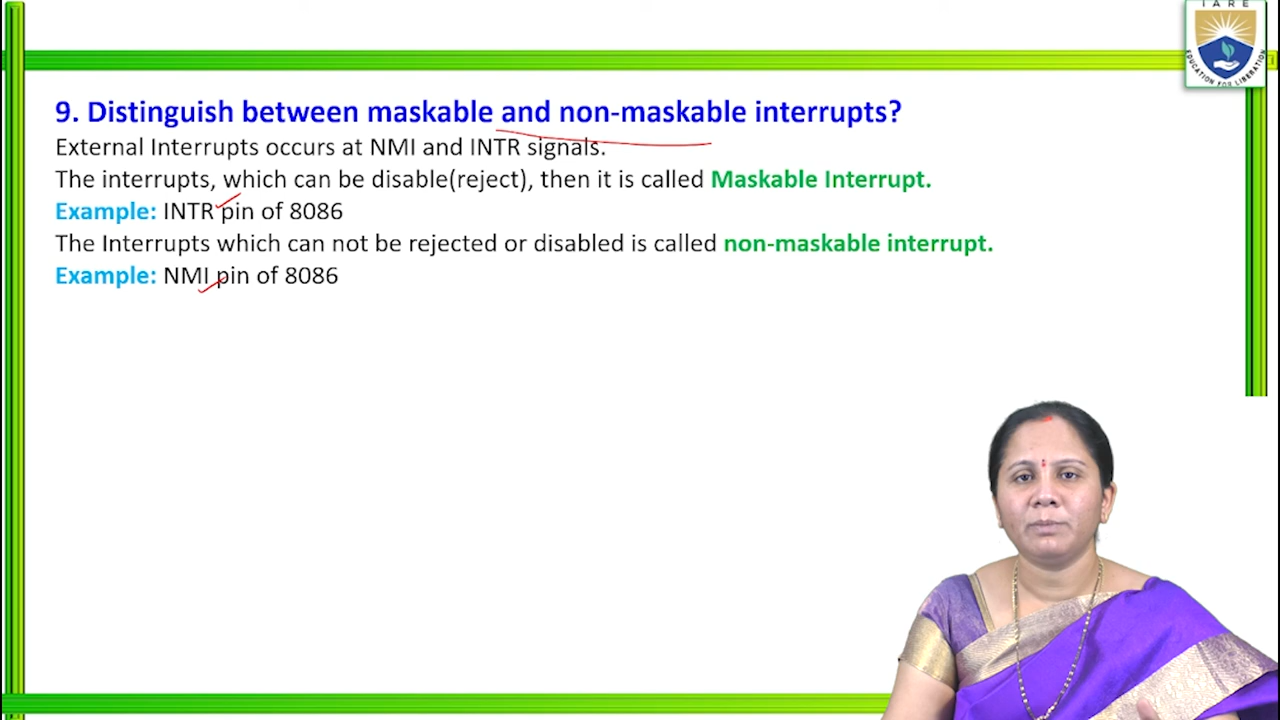 IARE
EDUCATION FOR LIBERATION
9. Distinguish between maskable and non-maskable interrupts?
External Interrupts occurs at NMI and INTR signals.
The interrupts, which can be disable(reject), then it is called Maskable Interrupt.
Example: INTR pin of 8086
The Interrupts which can not be rejected or disabled is called non-maskable interrupt.
Example: NMI pin of 8086